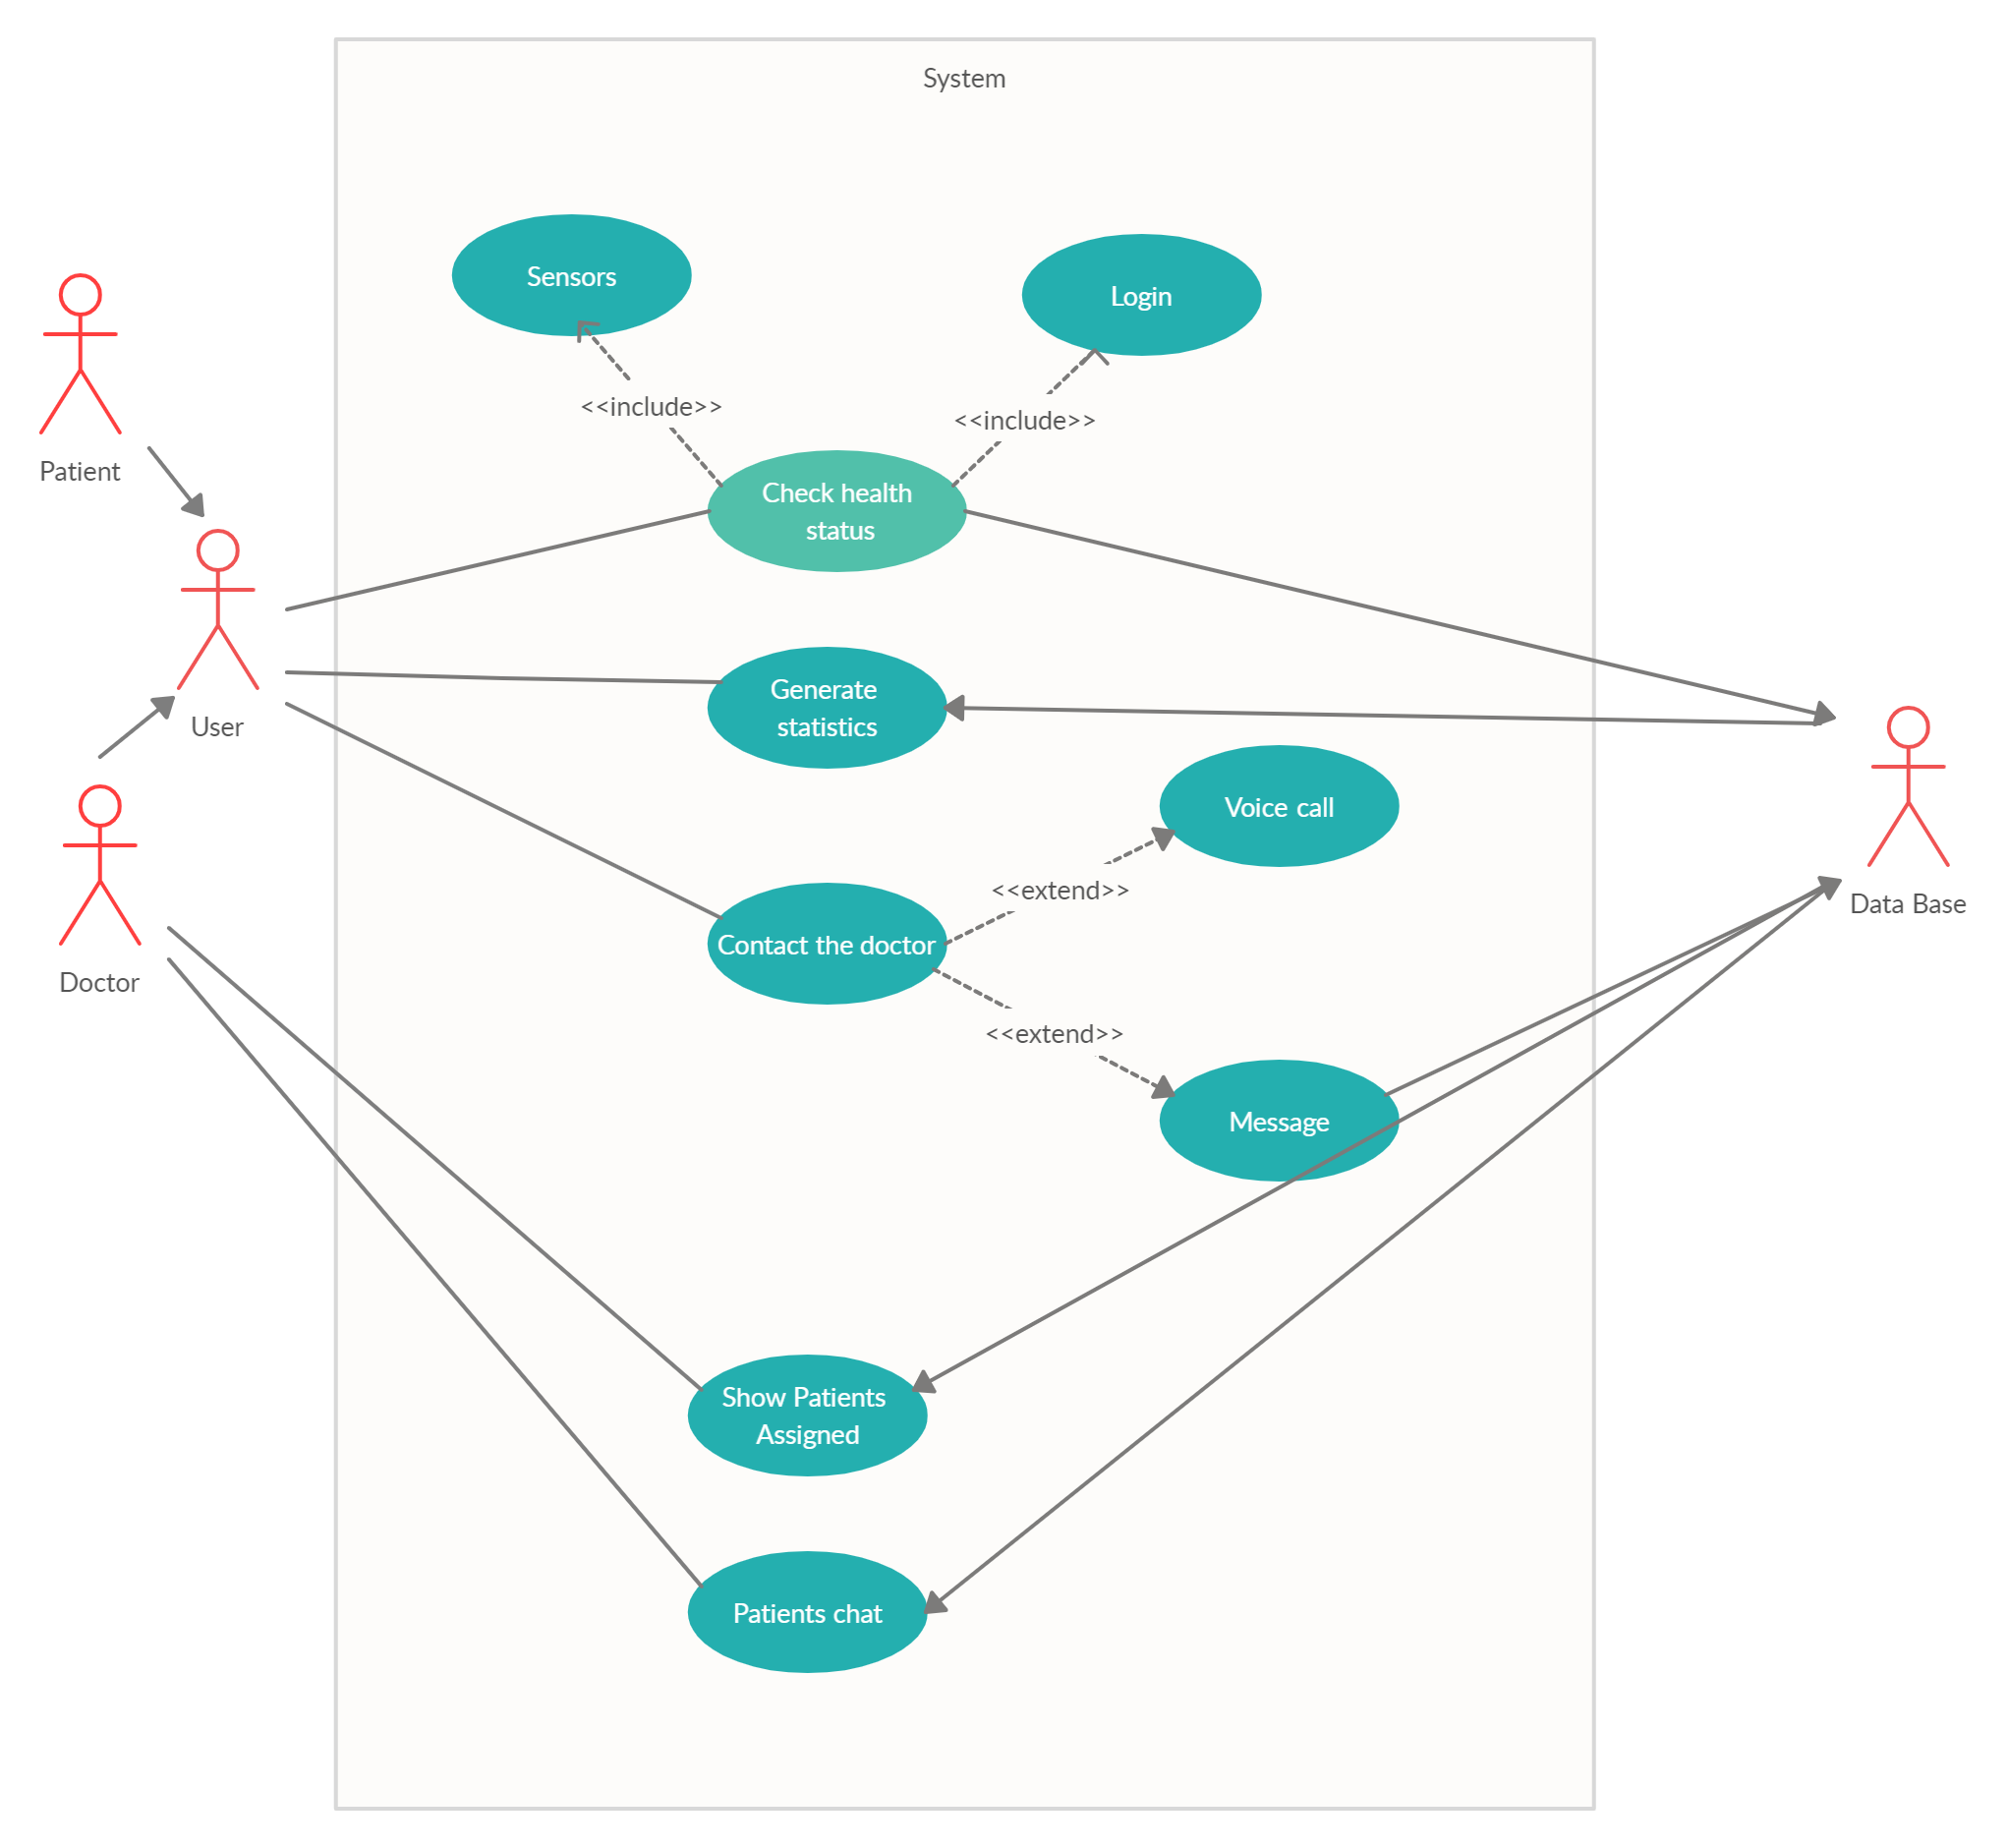 System
Sensors
Login
<<include>>
<<include>>
Patient
Check health
status
Generate
statistics
User
Voice call
<<extend>>
Data Base
Contact the doctor
Doctor
<<extend>>
Message
Show Patients
Assigned
Patients chat